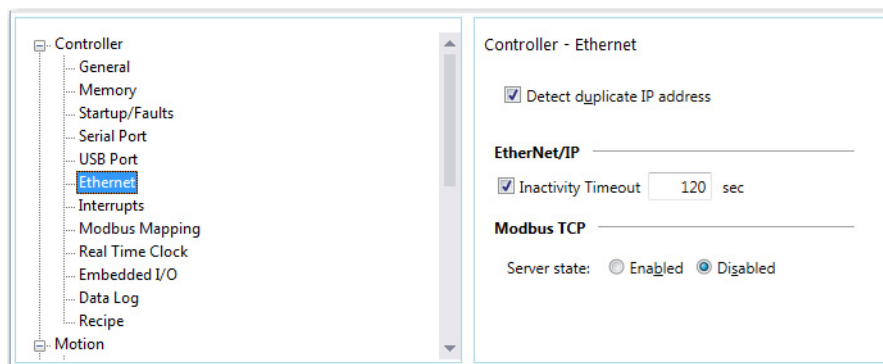 Controller
General
Memory
Startup/Faults
Serial Port
USB Port
Ethernet
Interrupts
Modbus Mapping
Real Time Clock
Embedded I/O
Data Log
Recipe
Motion
Controller - Ethernet
Detect duplicate IP address
EtherNet/IP
Inactivity Timeout 120 sec
Modbus TCP
Server state: Enabled Disabled